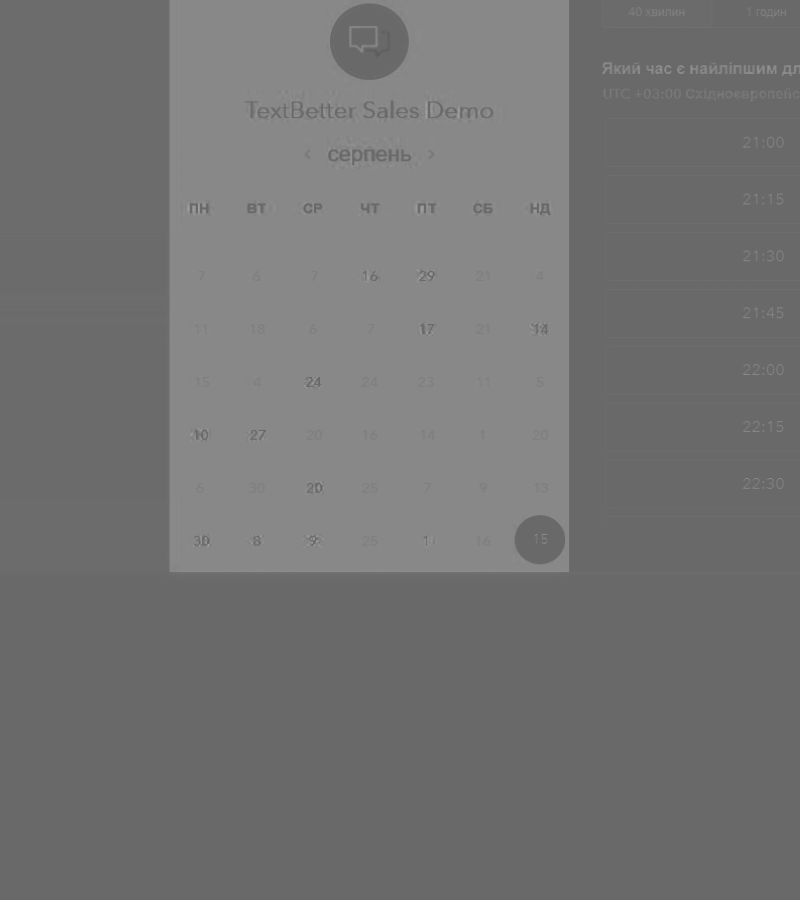 TextBetter Sales Demo
‹ серпень ›
ПН ВТ СР ЧТ ПТ СБ НД
7 6 7 16 29 21 4
11 18 6 7 17 21 14
15 4 24 24 23 11 5
10 27 20 16 14 1 20
6 30 20 25 7 9 13
30 8 9 25 1 16 15
40 хвилин 1 годин
Який час є найліпшим дл
UTC +03:00 Східноєвропейс
21:00
21:15
21:30
21:45
22:00
22:15
22:30